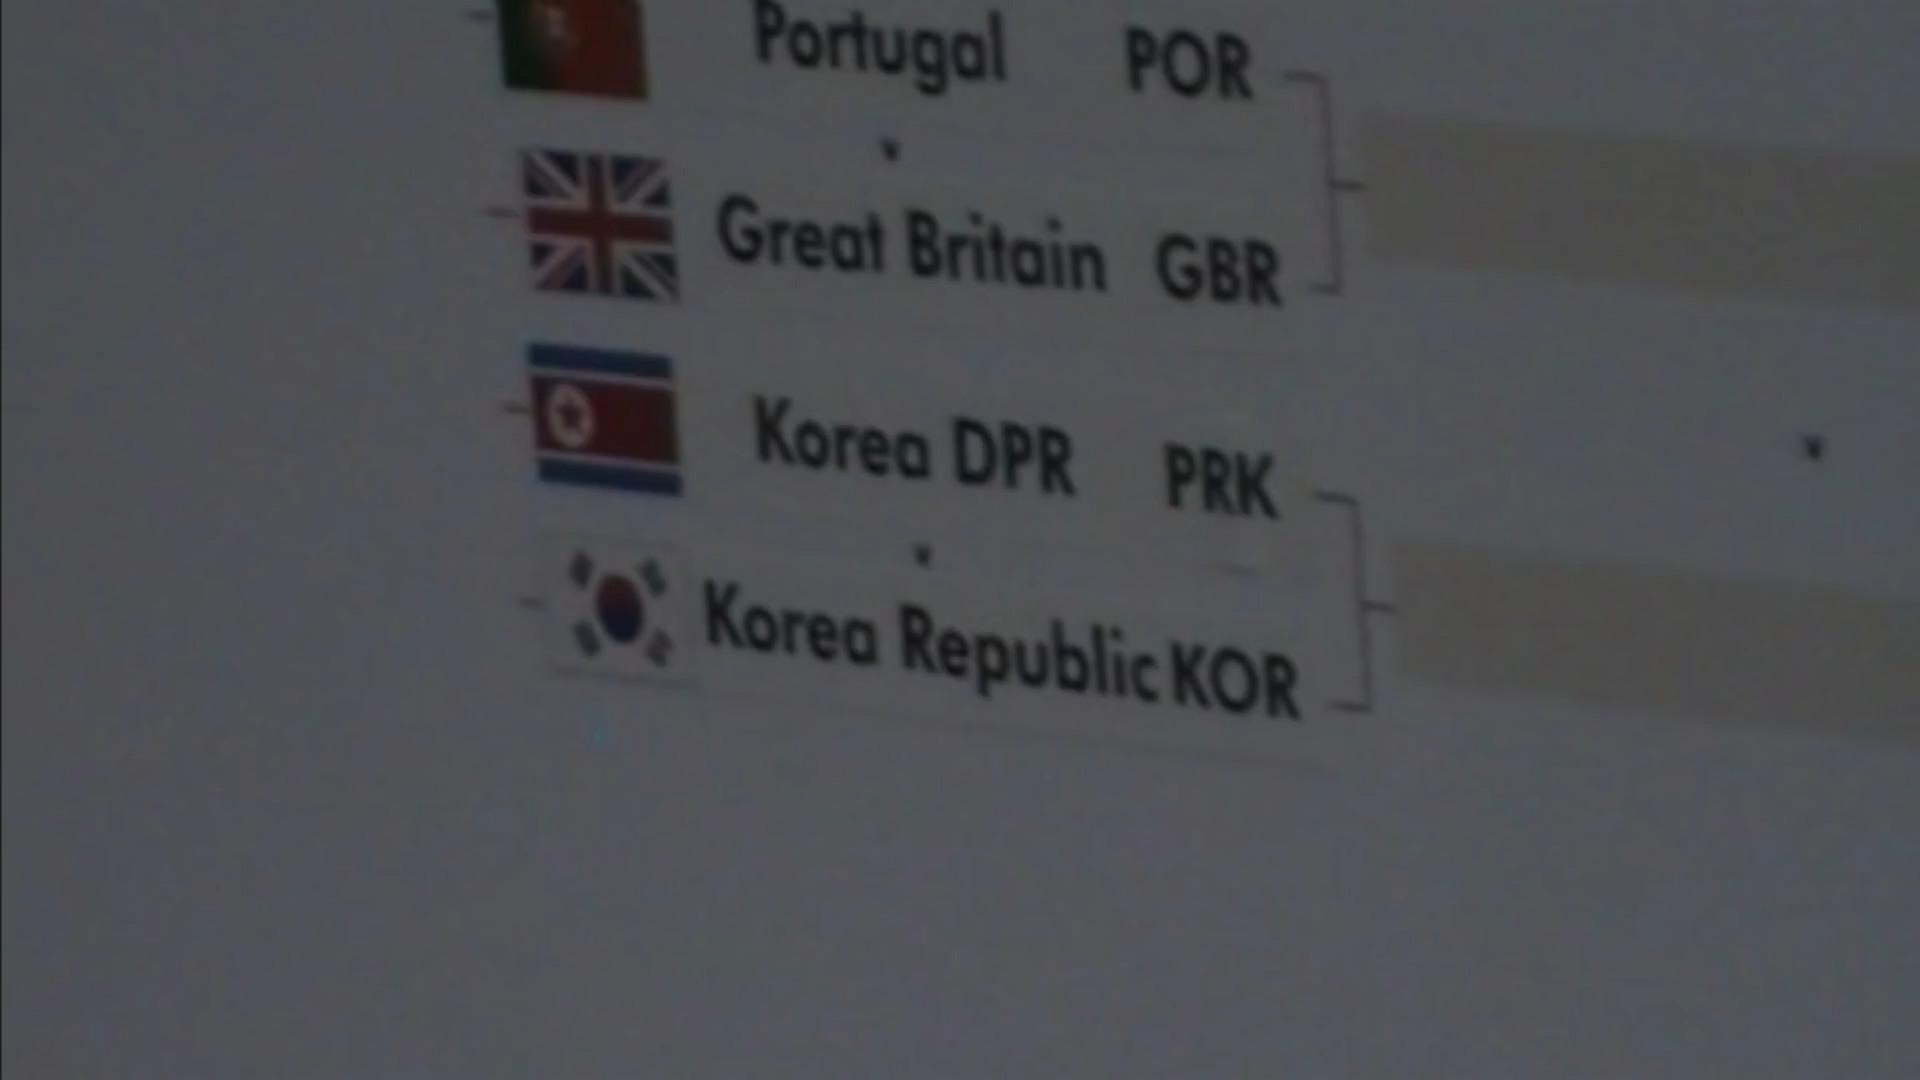 Portugal POR
v
Great Britain GBR
Korea DPR PRK
v
v
Korea Republic KOR